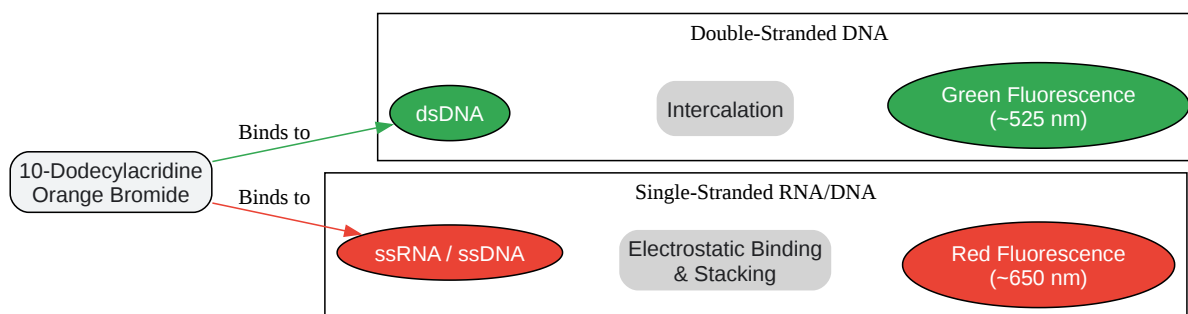 Double-Stranded DNA
dsDNA
Intercalation
Green Fluorescence
(~525 nm)
Binds to
10-Dodecylacridine
Orange Bromide
Binds to
Single-Stranded RNA/DNA
ssRNA / ssDNA
Electrostatic Binding
& Stacking
Red Fluorescence
(~650 nm)